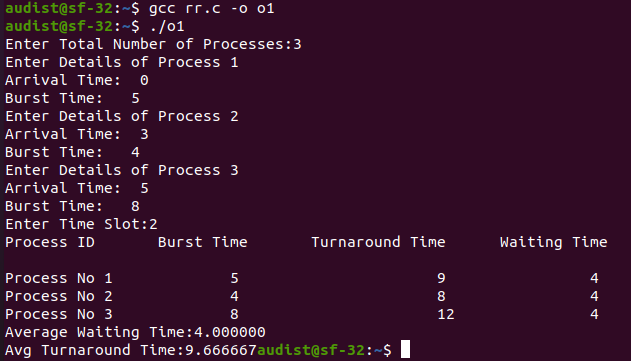 audist@sf-32:~$ gcc rr.c -o o1
audist@sf-32:~$ ./o1
Enter Total Number of Processes:3
Enter Details of Process 1
Arrival Time:  0
Burst Time:   5
Enter Details of Process 2
Arrival Time:  3
Burst Time:   4
Enter Details of Process 3
Arrival Time:  5
Burst Time:   8
Enter Time Slot:2
Process ID       Burst Time       Turnaround Time      Waiting Time
Process No 1             5                      9                4
Process No 2             4                      8                4
Process No 3             8                      12               4
Average Waiting Time:4.000000
Avg Turnaround Time:9.666667audist@sf-32:~$